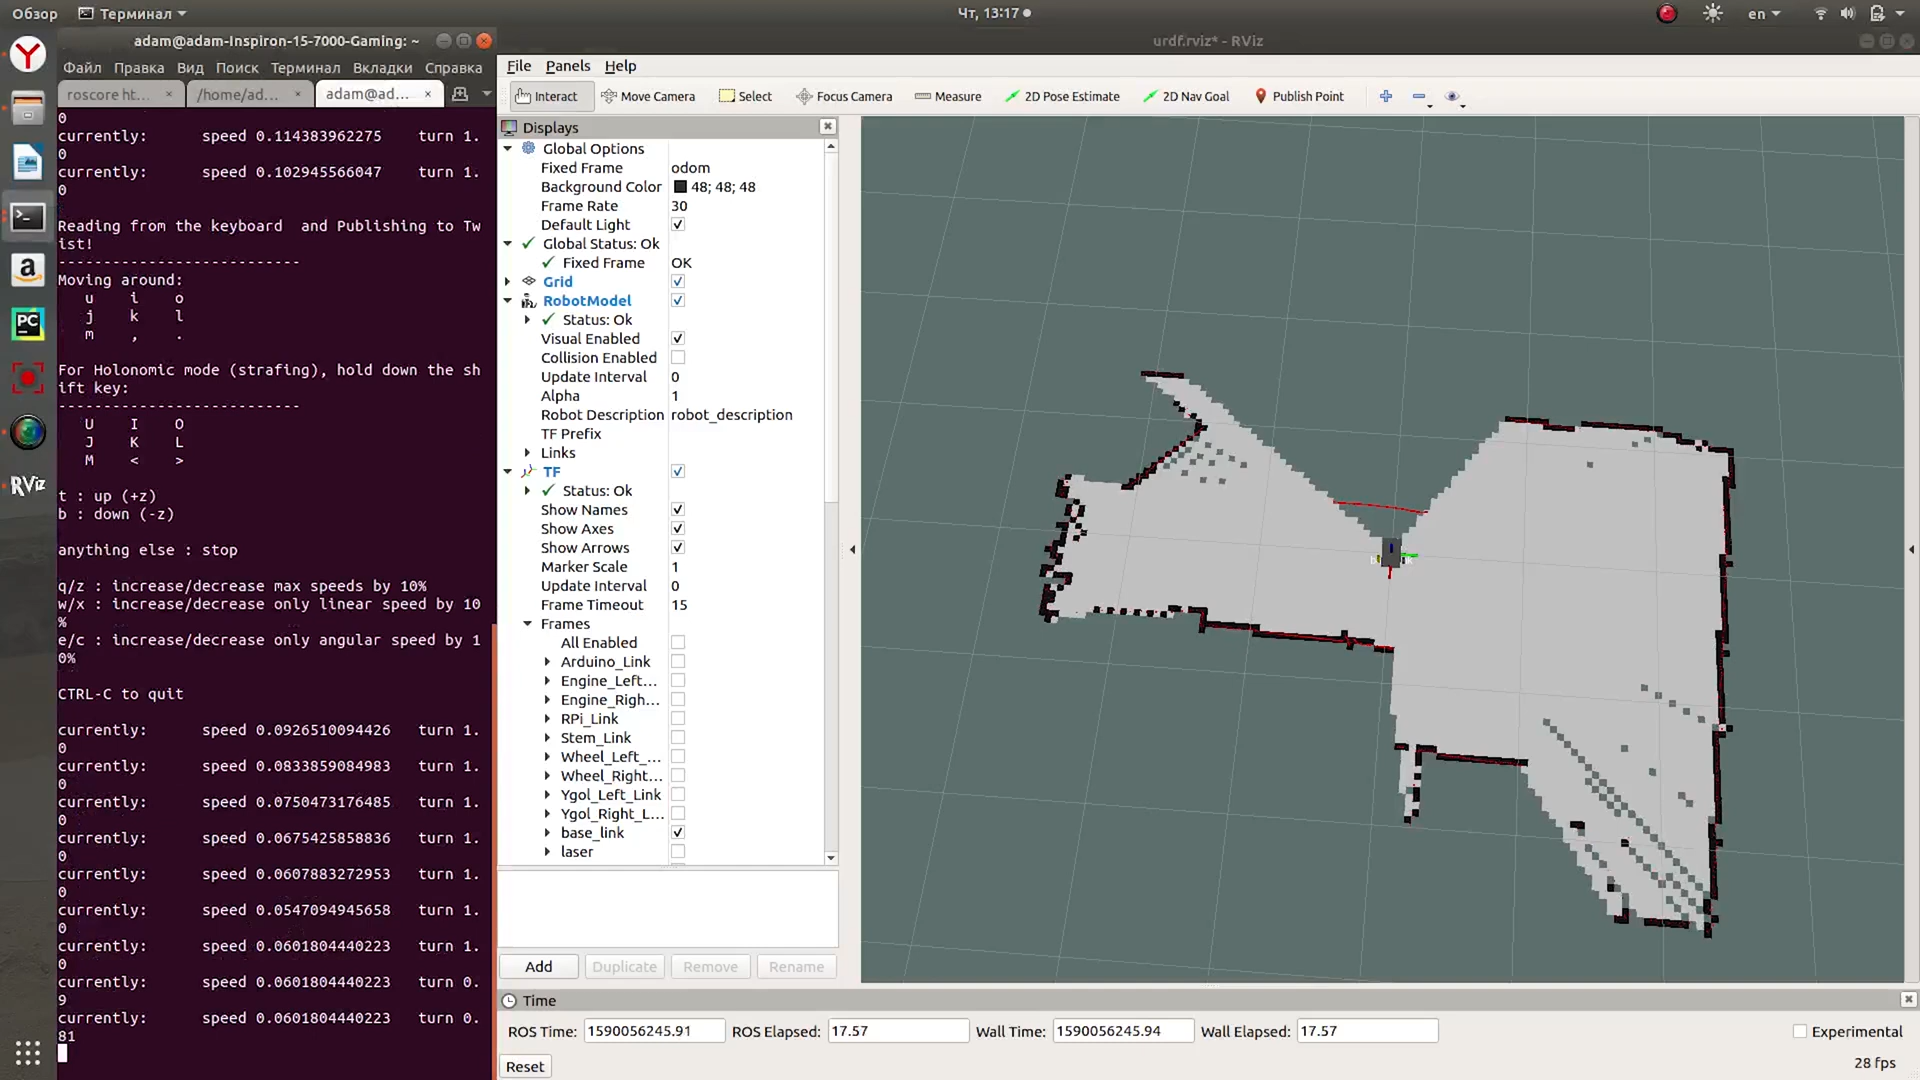 Обзор
Терминал
Чт, 13:17
en
adam@adam-Inspiron-15-7000-Gaming: ~
Файл Правка Вид Поиск Терминал Вкладки Справка
roscore ht... × /home/ad... × adam@ad... ×
0
currently: speed 0.114383962275 turn 1.
0
currently: speed 0.102945566047 turn 1.
0
Reading from the keyboard and Publishing to Tw
ist!
---------------------------
Moving around:
u i o
j k l
m , .
For Holonomic mode (strafing), hold down the sh
ift key:
---------------------------
U I O
J K L
M < >
t : up (+z)
b : down (-z)
anything else : stop
q/z : increase/decrease max speeds by 10%
w/x : increase/decrease only linear speed by 10
%
e/c : increase/decrease only angular speed by 1
0%
CTRL-C to quit
currently: speed 0.0926510094426 turn 1.
0
currently: speed 0.0833859084983 turn 1.
0
currently: speed 0.0750473176485 turn 1.
0
currently: speed 0.0675425858836 turn 1.
0
currently: speed 0.0607883272953 turn 1.
0
currently: speed 0.0547094945658 turn 1.
0
currently: speed 0.0601804440223 turn 1.
0
currently: speed 0.0601804440223 turn 0.
9
currently: speed 0.0601804440223 turn 0.
81
a
PC
RViz
urdf.rviz* - RViz
File Panels Help
Interact Move Camera Select Focus Camera Measure 2D Pose Estimate 2D Nav Goal Publish Point
Displays
Global Options
Fixed Frame odom
Background Color 48; 48; 48
Frame Rate 30
Default Light
Global Status: Ok
Fixed Frame OK
Grid
RobotModel
Status: Ok
Visual Enabled
Collision Enabled
Update Interval 0
Alpha 1
Robot Description robot_description
TF Prefix
Links
TF
Status: Ok
Show Names
Show Axes
Show Arrows
Marker Scale 1
Update Interval 0
Frame Timeout 15
Frames
All Enabled
Arduino_Link
Engine_Left...
Engine_Righ...
RPi_Link
Stem_Link
Wheel_Left_...
Wheel_Right...
Ygol_Left_Link
Ygol_Right_L...
base_link
laser
Add Duplicate Remove Rename
Time
ROS Time: 1590056245.91 ROS Elapsed: 17.57 Wall Time: 1590056245.94 Wall Elapsed: 17.57 Experimental
Reset
28 fps